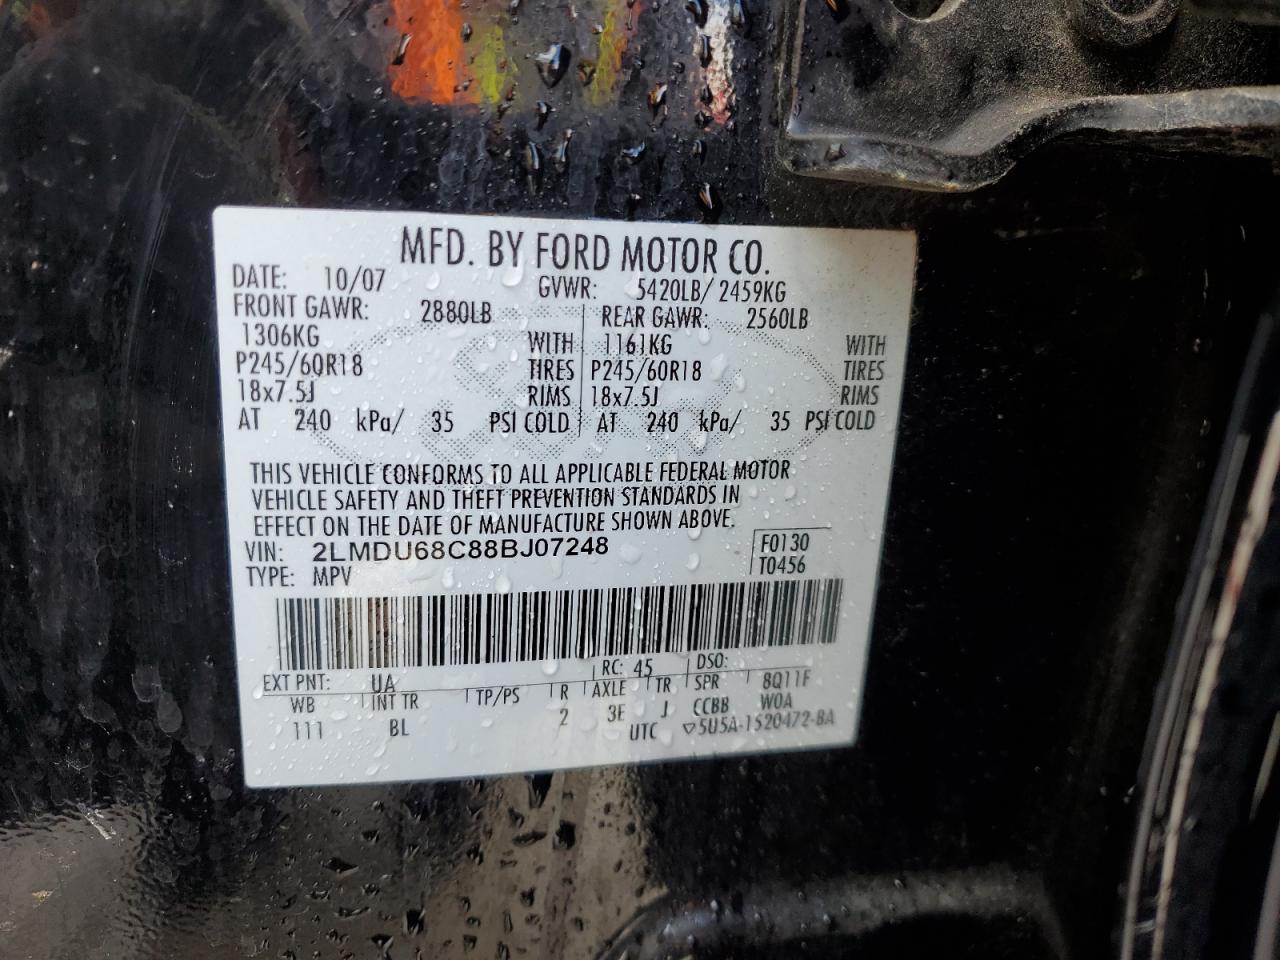 MFD. BY FORD MOTOR CO.
DATE: 10/07 GVWR: 5420LB/ 2459KG
FRONT GAWR: 2880LB REAR GAWR: 2560LB
1306KG WITH 1161KG WITH
P245/60R18 TIRES P245/60R18 TIRES
18x7.5J RIMS 18x7.5J RIMS
AT 240 kPa/ 35 PSI COLD AT 240 kPa/ 35 PSI COLD
THIS VEHICLE CONFORMS TO ALL APPLICABLE FEDERAL MOTOR
VEHICLE SAFETY AND THEFT PREVENTION STANDARDS IN
EFFECT ON THE DATE OF MANUFACTURE SHOWN ABOVE.
VIN: 2LMDU68C88BJ07248 F0130
TYPE: MPV T0456
RC: 45 DSO:
EXT PNT: UA
WB INT TR TP/PS R AXLE TR SPR 8Q11F
111 BL 2 3E J CCBB WOA
UTC ▽5U5A-1520472-BA